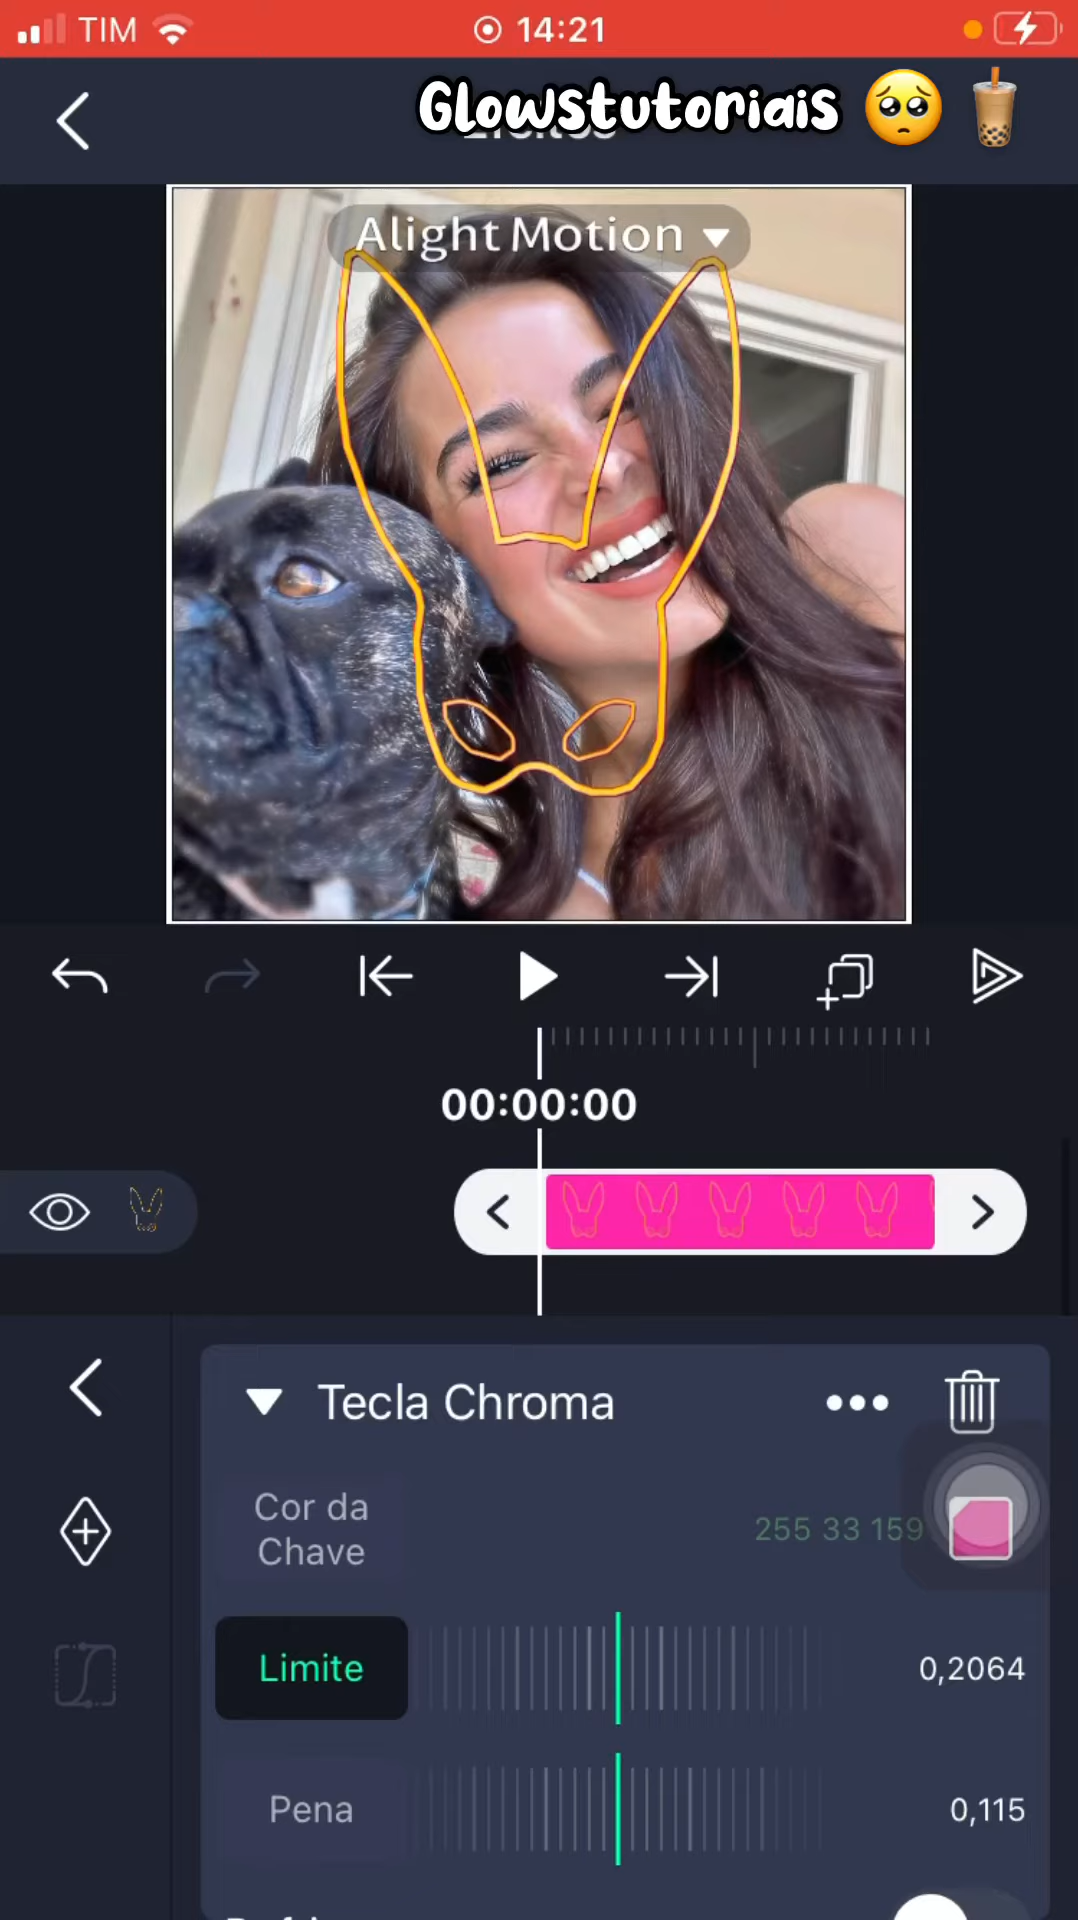 TIM 14:21
Glowstutoriais 🥺 🧋
Efeitos
Alight Motion
00:00:00
Tecla Chroma
Cor da
Chave
255 33 159
Limite
0,2064
Pena
0,115